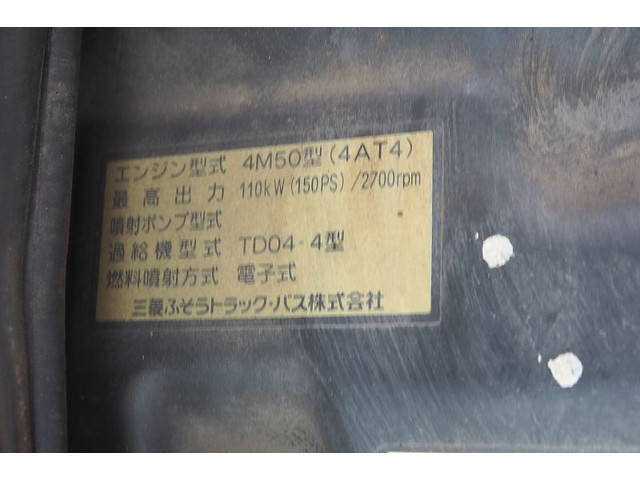 エンジン型式 4M50型(4AT4)
最高出力 110kW(150PS)/2700rpm
噴射ポンプ型式
過給機型式 TD04-4型
燃料噴射方式 電子式
三菱ふそうトラック・バス株式会社